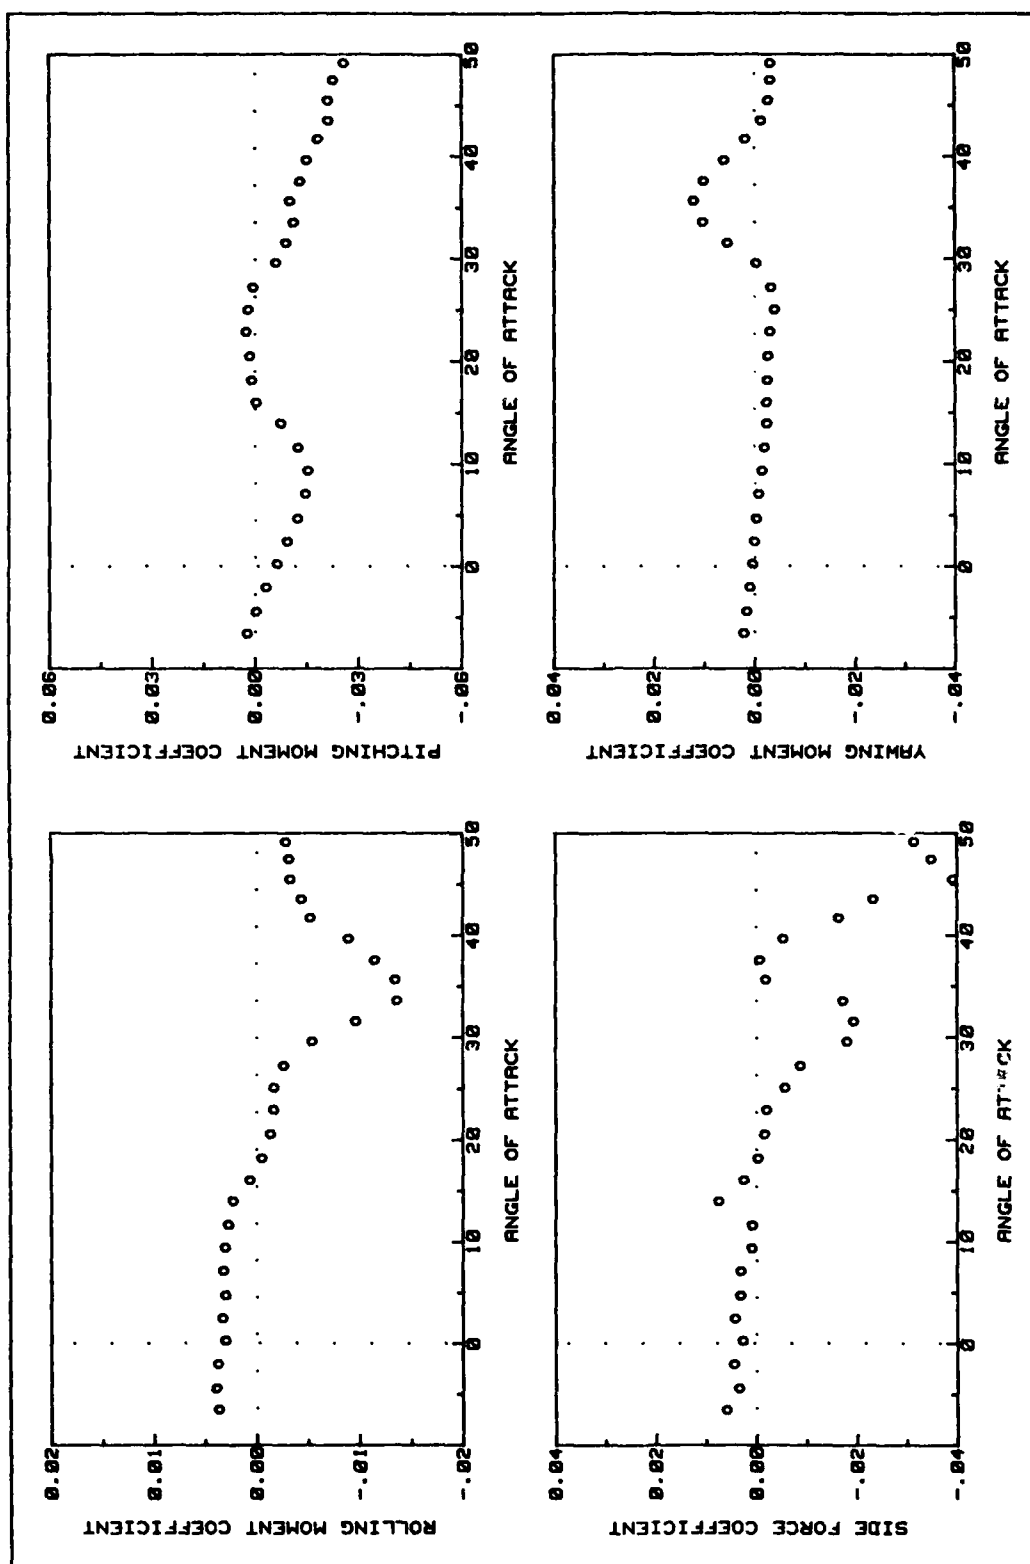 ROLLING MOMENT COEFFICIENT
0.02
0.01
0.00
-.01
-.02
0 10 20 30 40 50
ANGLE OF ATTACK
PITCHING MOMENT COEFFICIENT
0.06
0.03
0.00
-.03
-.06
0 10 20 30 40 50
ANGLE OF ATTACK
SIDE FORCE COEFFICIENT
0.04
0.02
0.00
-.02
-.04
0 10 20 30 40 50
ANGLE OF
YAWING MOMENT COEFFICIENT
0.04
0.02
0.00
-.02
-.04
0 10 20 30 40 50
ANGLE OF ATTACK